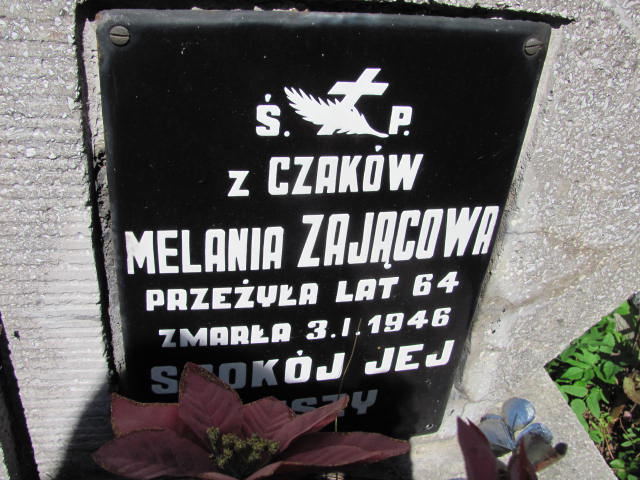 Ś. P.
z CZAKÓW
MELANIA ZAJĄCOWA
PRZEŻYŁA LAT 64
ZMARŁA 3.I.1946
SPOKÓJ JEJ